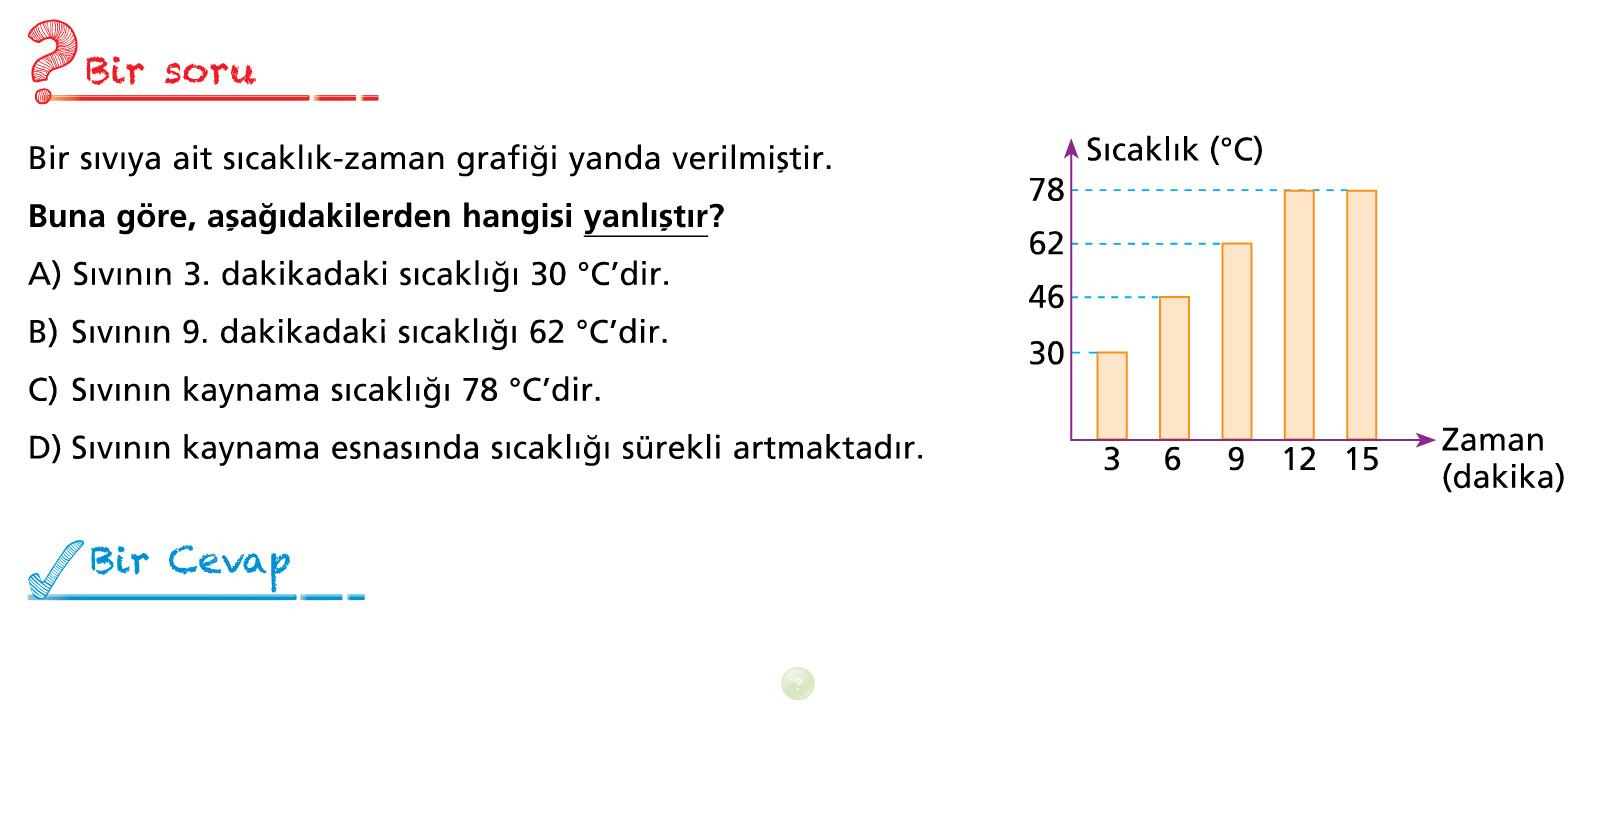 Bir soru
Bir sıvıya ait sıcaklık-zaman grafiği yanda verilmiştir.
Buna göre, aşağıdakilerden hangisi yanlıştır?
A) Sıvının 3. dakikadaki sıcaklığı 30 °C’dir.
B) Sıvının 9. dakikadaki sıcaklığı 62 °C’dir.
C) Sıvının kaynama sıcaklığı 78 °C’dir.
D) Sıvının kaynama esnasında sıcaklığı sürekli artmaktadır.
Sıcaklık (°C)
78
62
46
30
3 6 9 12 15
Zaman
(dakika)
Bir Cevap
?